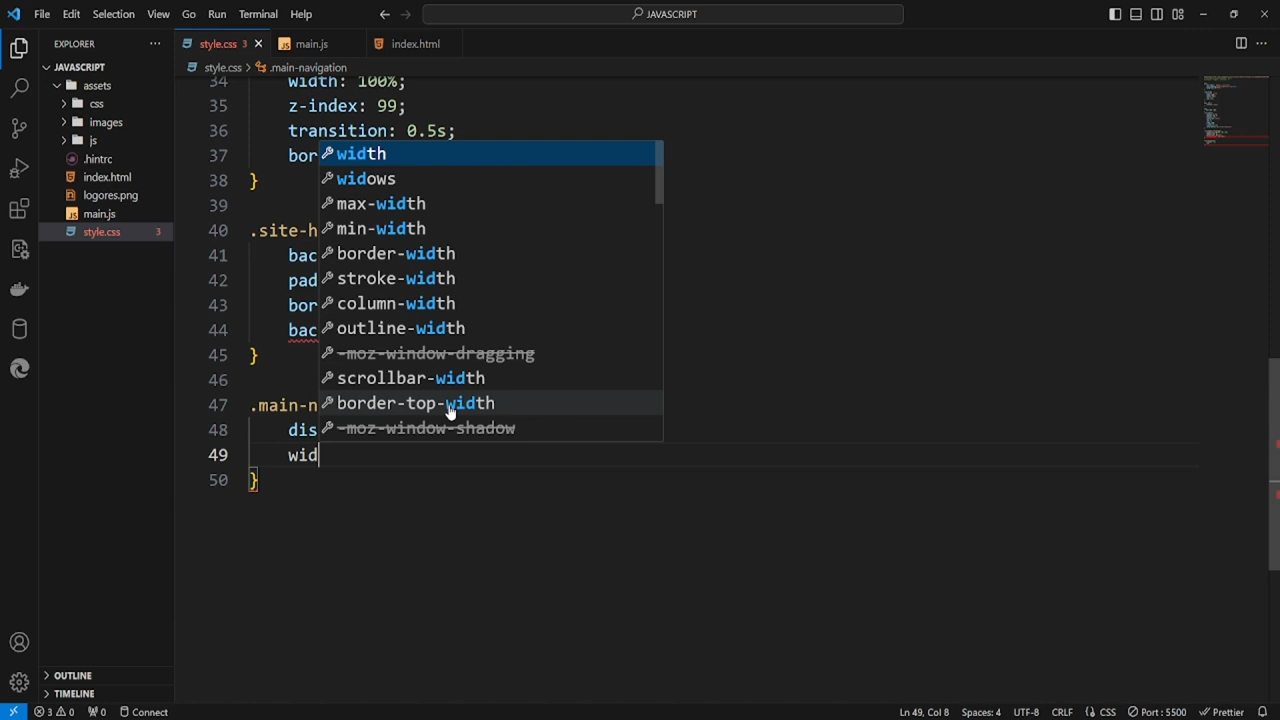 File Edit Selection View Go Run Terminal Help
JAVASCRIPT
EXPLORER
style.css 3
main.js
index.html
JAVASCRIPT
style.css > .main-navigation
assets
css
images
js
.hintrc
index.html
logores.png
main.js
style.css 3
34 width: 100%;
35 z-index: 99;
36 transition: 0.5s;
37 bor
38 }
39
40 .site-h
41 bac
42 pad
43 bor
44 bac
45 }
46
47 .main-n
48 dis
49 wid
50 }
width
widows
max-width
min-width
border-width
stroke-width
column-width
outline-width
-moz-window-dragging
scrollbar-width
border-top-width
-moz-window-shadow
OUTLINE
TIMELINE
3 0 0 Connect
Ln 49, Col 8 Spaces: 4 UTF-8 CRLF {} CSS Port : 5500 Prettier